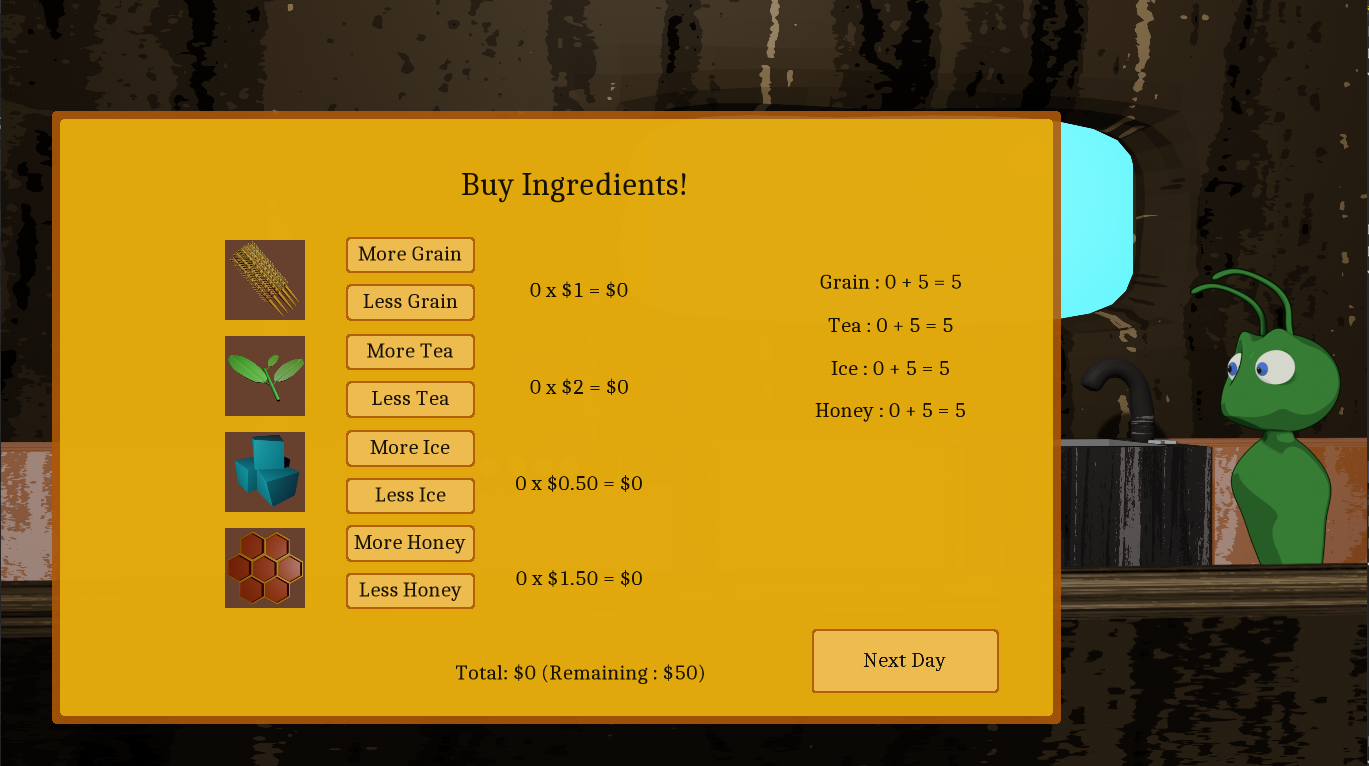 Buy Ingredients!
More Grain
Less Grain
0 x $1 = $0
More Tea
Less Tea
0 x $2 = $0
More Ice
Less Ice
0 x $0.50 = $0
More Honey
Less Honey
0 x $1.50 = $0
Grain : 0 + 5 = 5
Tea : 0 + 5 = 5
Ice : 0 + 5 = 5
Honey : 0 + 5 = 5
Total: $0 (Remaining : $50)
Next Day